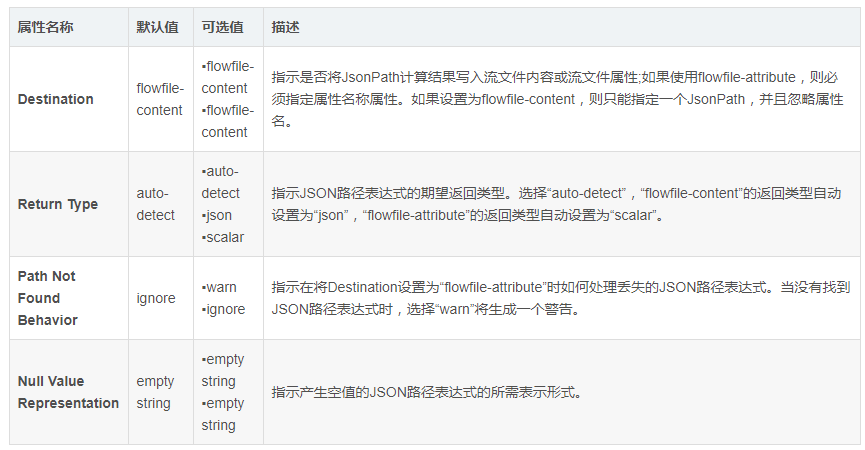 属性名称 默认值 可选值 描述
Destination
flowfile-
content
▪flowfile-
content
▪flowfile-
content
指示是否将JsonPath计算结果写入流文件内容或流文件属性;如果使用flowfile-attribute，则必
须指定属性名称属性。如果设置为flowfile-content，则只能指定一个JsonPath，并且忽略属性
名。
Return Type
auto-
detect
▪auto-
detect
▪json
▪scalar
指示JSON路径表达式的期望返回类型。选择“auto-detect”，“flowfile-content”的返回类型自动
设置为“json”，“flowfile-attribute”的返回类型自动设置为“scalar”。
Path Not
Found
Behavior
ignore
▪warn
▪ignore
指示在将Destination设置为“flowfile-attribute”时如何处理丢失的JSON路径表达式。当没有找到
JSON路径表达式时，选择“warn”将生成一个警告。
Null Value
Representation
empty
string
▪empty
string
▪empty
string
指示产生空值的JSON路径表达式的所需表示形式。